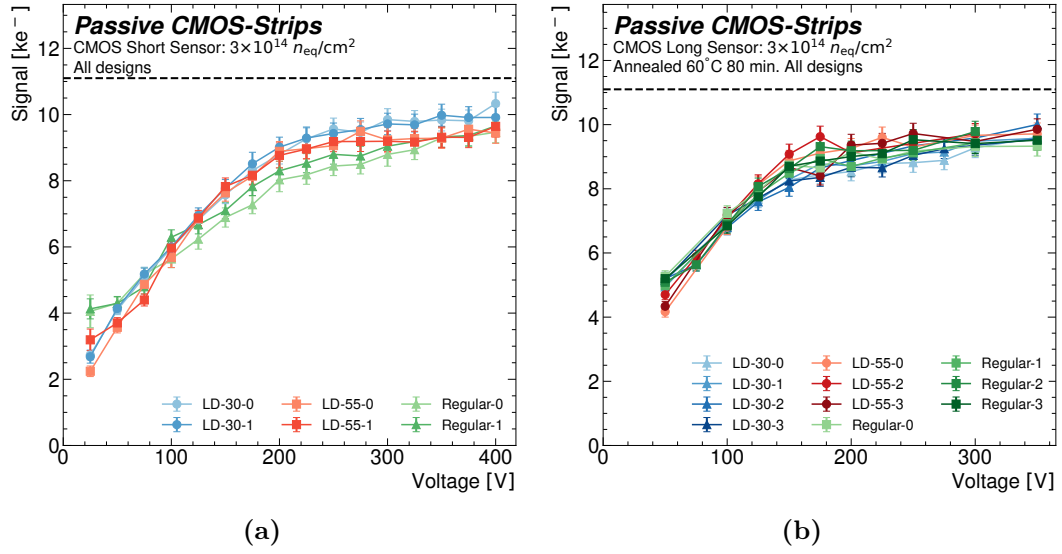 Passive CMOS-Strips
CMOS Short Sensor: 3×10¹⁴ n_eq/cm²
All designs
Signal [ke⁻]
12
10
8
6
4
2
0
LD-30-0
LD-30-1
LD-55-0
LD-55-1
Regular-0
Regular-1
0 100 200 300 400
Voltage [V]
(a)
Passive CMOS-Strips
CMOS Long Sensor: 3×10¹⁴ n_eq/cm²
Annealed 60°C 80 min. All designs
Signal [ke⁻]
12
10
8
6
4
2
0
LD-30-0
LD-30-1
LD-30-2
LD-30-3
LD-55-0
LD-55-2
LD-55-3
Regular-0
Regular-1
Regular-2
Regular-3
0 100 200 300
Voltage [V]
(b)